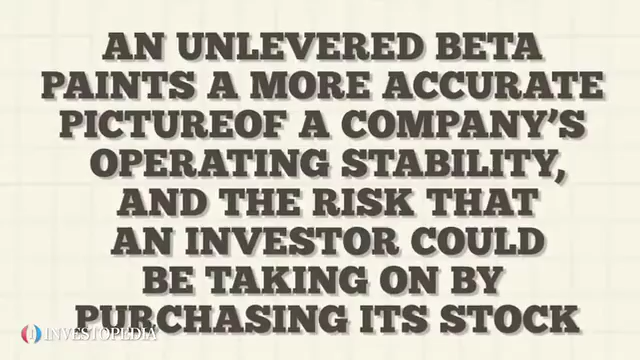 AN UNLEVERED BETA
PAINTS A MORE ACCURATE
PICTUREOF A COMPANY'S
OPERATING STABILITY,
AND THE RISK THAT
AN INVESTOR COULD
BE TAKING ON BY
PURCHASING ITS STOCK
INVESTOPEDIA